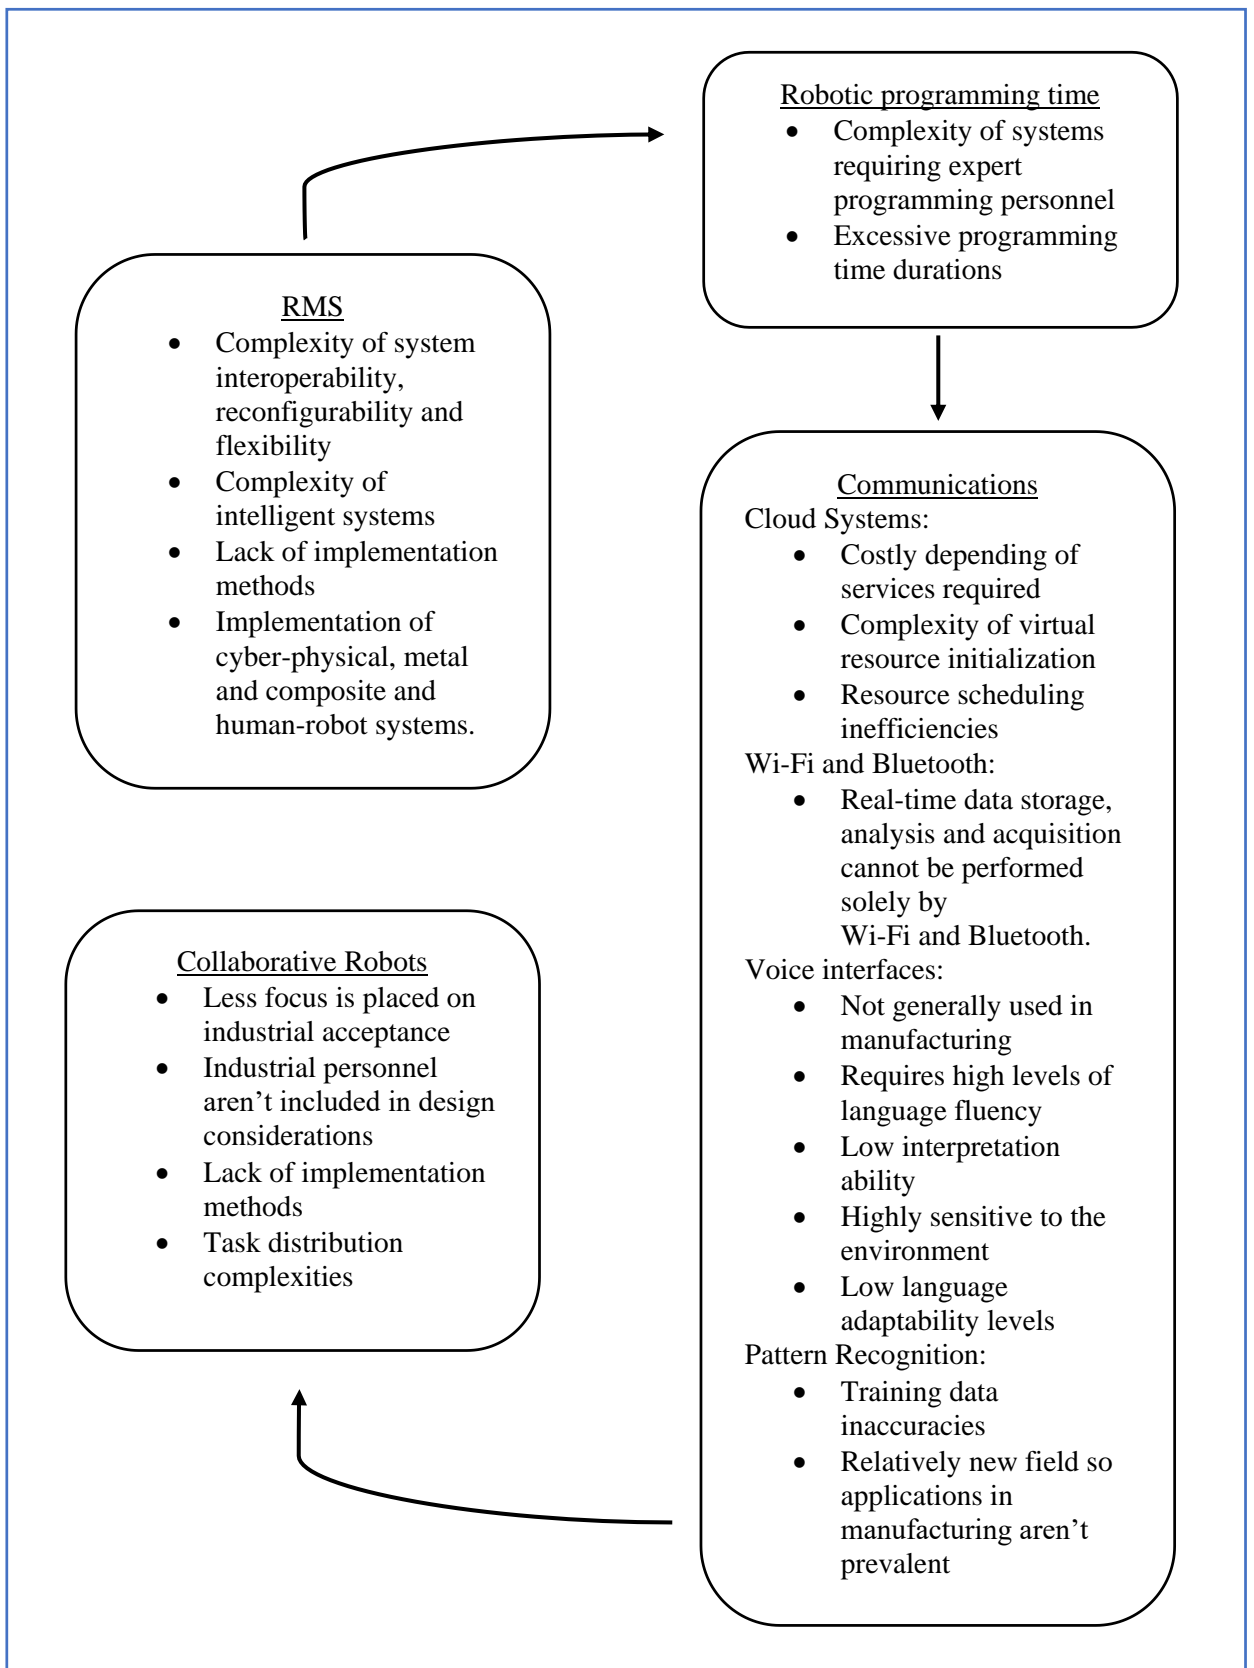 RMS
• Complexity of system
interoperability,
reconfigurability and
flexibility
• Complexity of
intelligent systems
• Lack of implementation
methods
• Implementation of
cyber-physical, metal
and composite and
human-robot systems.
Robotic programming time
• Complexity of systems
requiring expert
programming personnel
• Excessive programming
time durations
Communications
Cloud Systems:
• Costly depending of
services required
• Complexity of virtual
resource initialization
• Resource scheduling
inefficiencies
Wi-Fi and Bluetooth:
• Real-time data storage,
analysis and acquisition
cannot be performed
solely by
Wi-Fi and Bluetooth.
Voice interfaces:
• Not generally used in
manufacturing
• Requires high levels of
language fluency
• Low interpretation
ability
• Highly sensitive to the
environment
• Low language
adaptability levels
Pattern Recognition:
• Training data
inaccuracies
• Relatively new field so
applications in
manufacturing aren’t
prevalent
Collaborative Robots
• Less focus is placed on
industrial acceptance
• Industrial personnel
aren’t included in design
considerations
• Lack of implementation
methods
• Task distribution
complexities